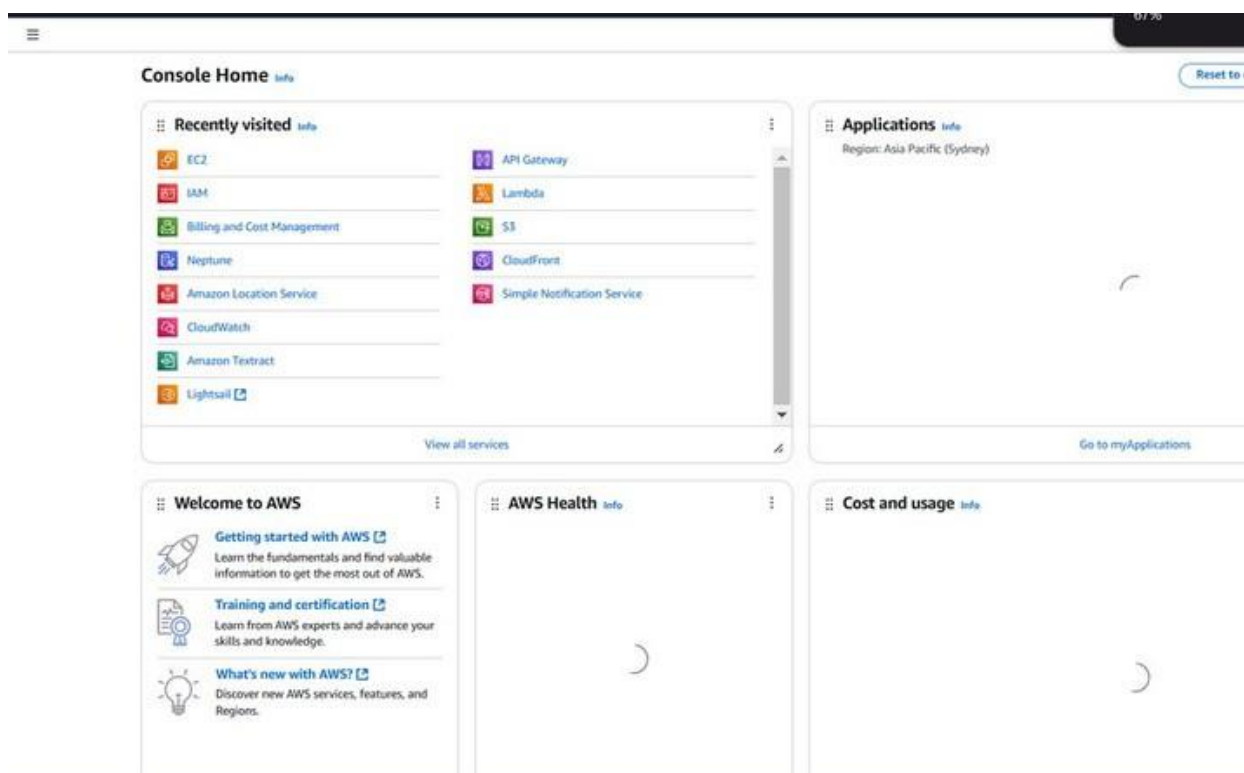 67%
Console Home Info
Reset to
Recently visited Info
EC2
IAM
Billing and Cost Management
Neptune
Amazon Location Service
CloudWatch
Amazon Textract
Lightsail
API Gateway
Lambda
S3
CloudFront
Simple Notification Service
View all services
Applications Info
Region: Asia Pacific (Sydney)
Go to myApplications
Welcome to AWS
Getting started with AWS
Learn the fundamentals and find valuable
information to get the most out of AWS.
Training and certification
Learn from AWS experts and advance your
skills and knowledge.
What's new with AWS?
Discover new AWS services, features, and
Regions.
AWS Health Info
Cost and usage Info